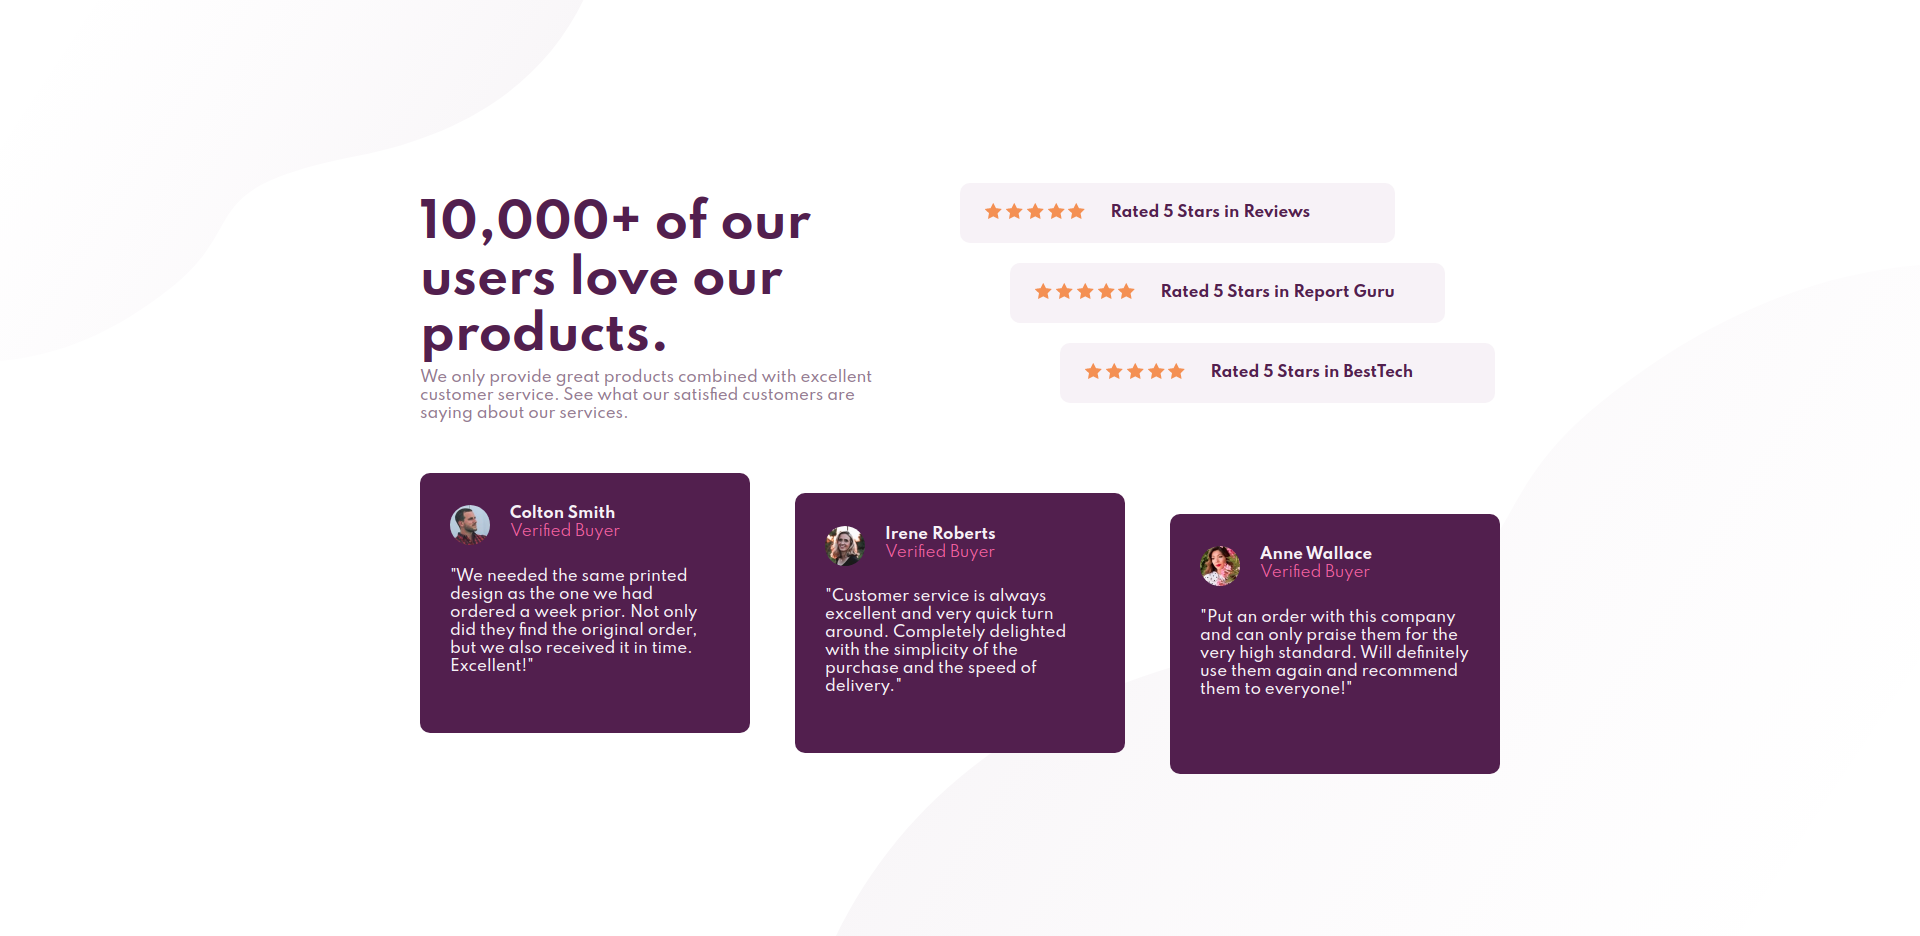 10,000+ of our
users love our
products.
We only provide great products combined with excellent
customer service. See what our satisfied customers are
saying about our services.
Rated 5 Stars in Reviews
Rated 5 Stars in Report Guru
Rated 5 Stars in BestTech
Colton Smith
Verified Buyer
"We needed the same printed
design as the one we had
ordered a week prior. Not only
did they find the original order,
but we also received it in time.
Excellent!"
Irene Roberts
Verified Buyer
"Customer service is always
excellent and very quick turn
around. Completely delighted
with the simplicity of the
purchase and the speed of
delivery."
Anne Wallace
Verified Buyer
"Put an order with this company
and can only praise them for the
very high standard. Will definitely
use them again and recommend
them to everyone!"